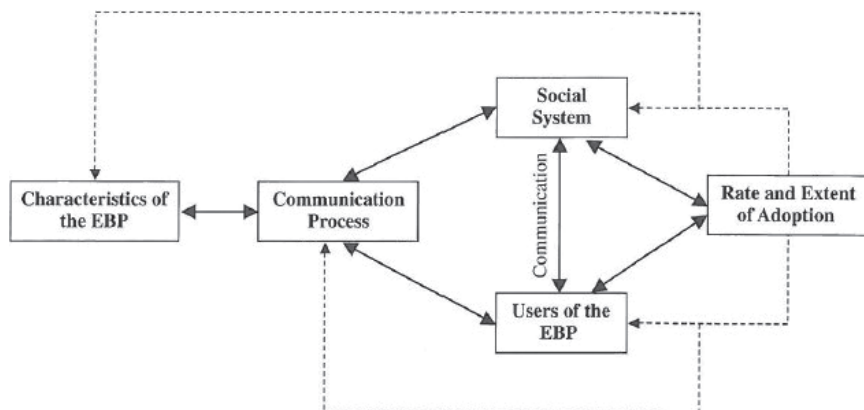 Social
System
Characteristics of
the EBP
Communication
Process
Communication
Rate and Extent
of Adoption
Users of the
EBP